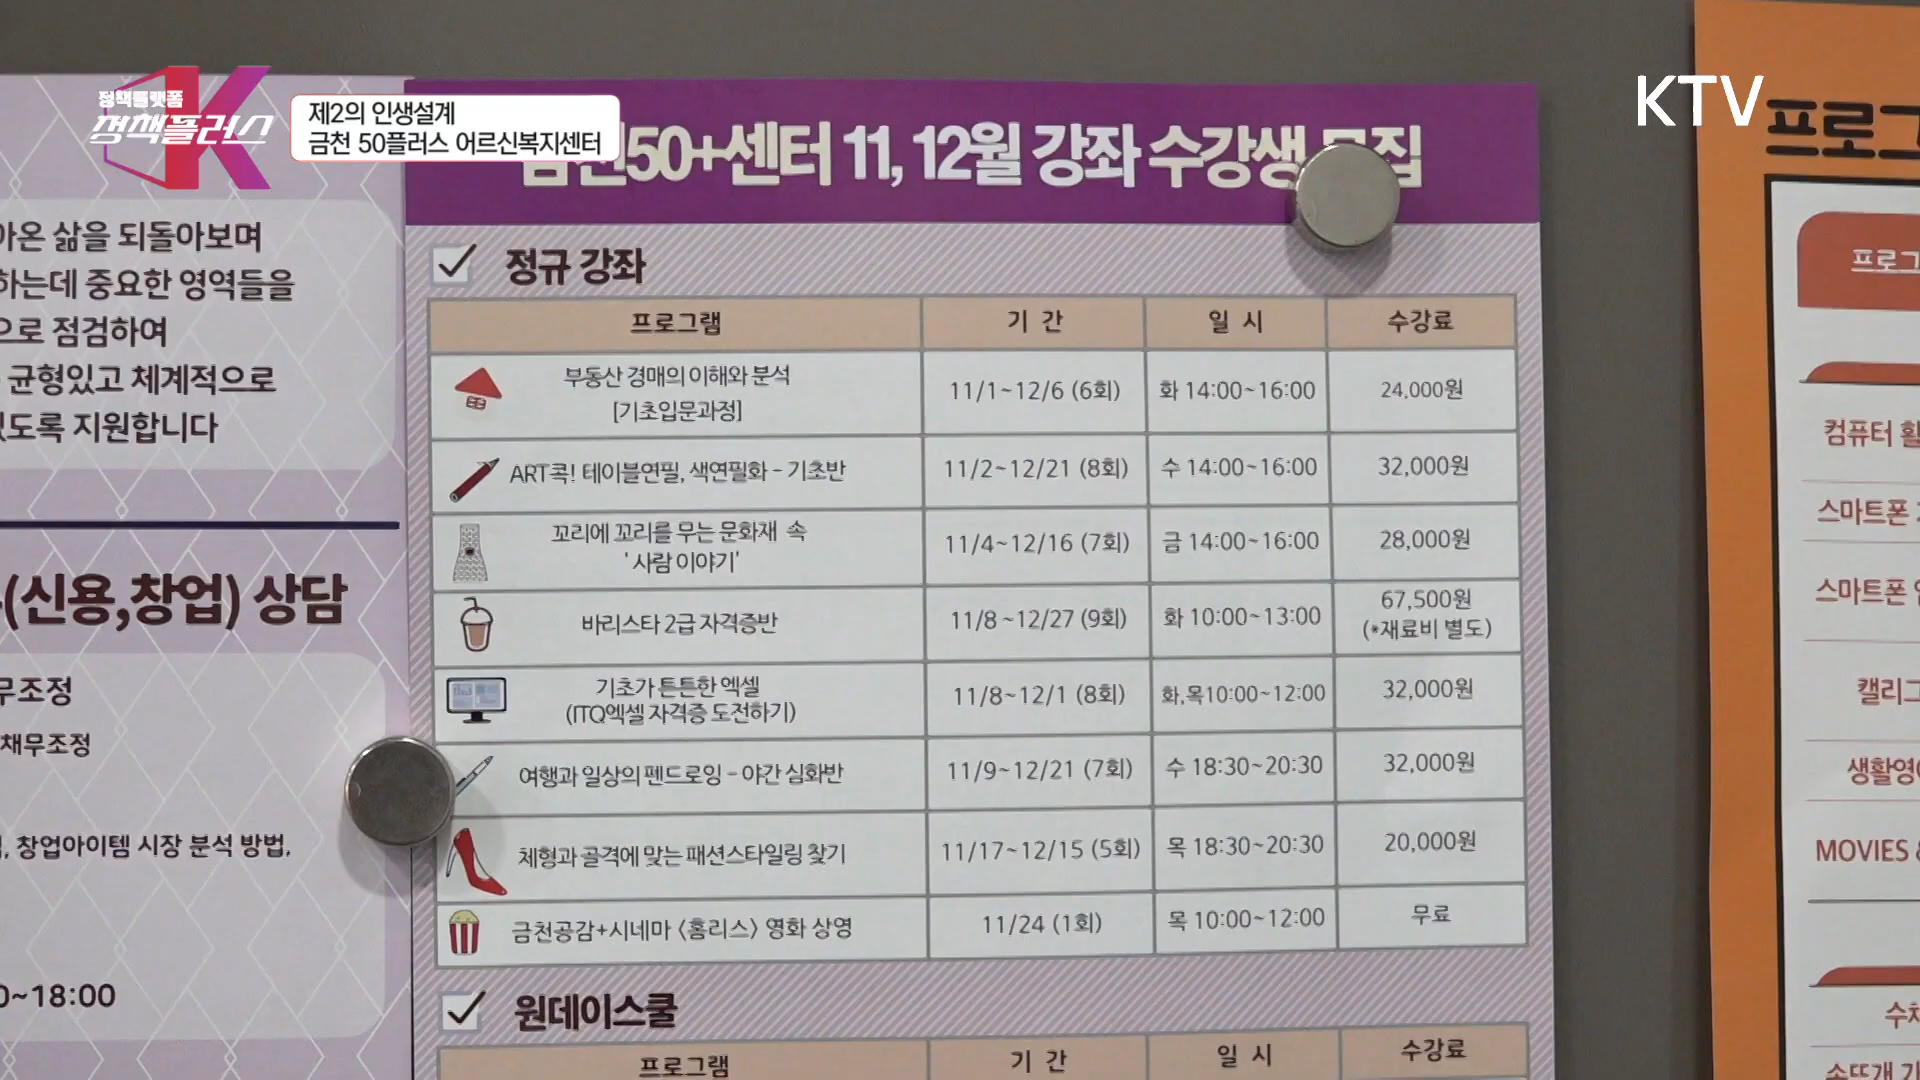 정책플랫폼
정책플러스
제2의 인생설계
금천 50플러스 어르신복지센터
KTV
50+센터 11, 12월 강좌 수강생 모집
정규 강좌
프로그램 기 간 일 시 수강료
부동산 경매의 이해와 분석
[기초입문과정]
11/1~12/6 (6회) 화 14:00~16:00 24,000원
ART콕! 테이블연필, 색연필화 - 기초반 11/2~12/21 (8회) 수 14:00~16:00 32,000원
꼬리에 꼬리를 무는 문화재 속
'사람 이야기'
11/4~12/16 (7회) 금 14:00~16:00 28,000원
바리스타 2급 자격증반 11/8~12/27 (9회) 화 10:00~13:00 67,500원
(*재료비 별도)
기초가 튼튼한 엑셀
(ITQ엑셀 자격증 도전하기)
11/8~12/1 (8회) 화,목10:00~12:00 32,000원
여행과 일상의 펜드로잉 - 야간 심화반 11/9~12/21 (7회) 수 18:30~20:30 32,000원
체형과 골격에 맞는 패션스타일링 찾기 11/17~12/15 (5회) 목 18:30~20:30 20,000원
금천공감+시네마 〈홈리스〉 영화 상영 11/24 (1회) 목 10:00~12:00 무료
원데이스쿨
프로그램 기 간 일 시 수강료
아온 삶을 되돌아보며
하는데 중요한 영역들을
으로 점검하여
균형있고 체계적으로
있도록 지원합니다
(신용,창업) 상담
무조정
채무조정
창업아이템 시장 분석 방법,
0~18:00
프로그
프로그
컴퓨터 활
스마트폰
스마트폰
캘리그
생활영어
MOVIES &
수채